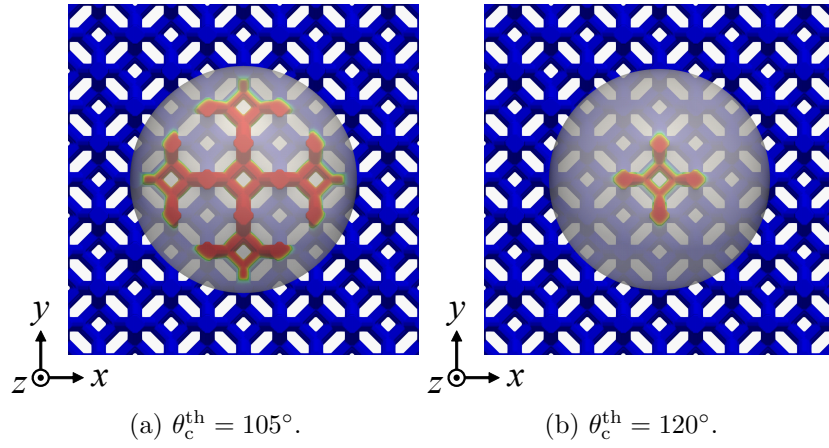 y
z x
y
z x
(a) θ_c^th = 105°.
(b) θ_c^th = 120°.